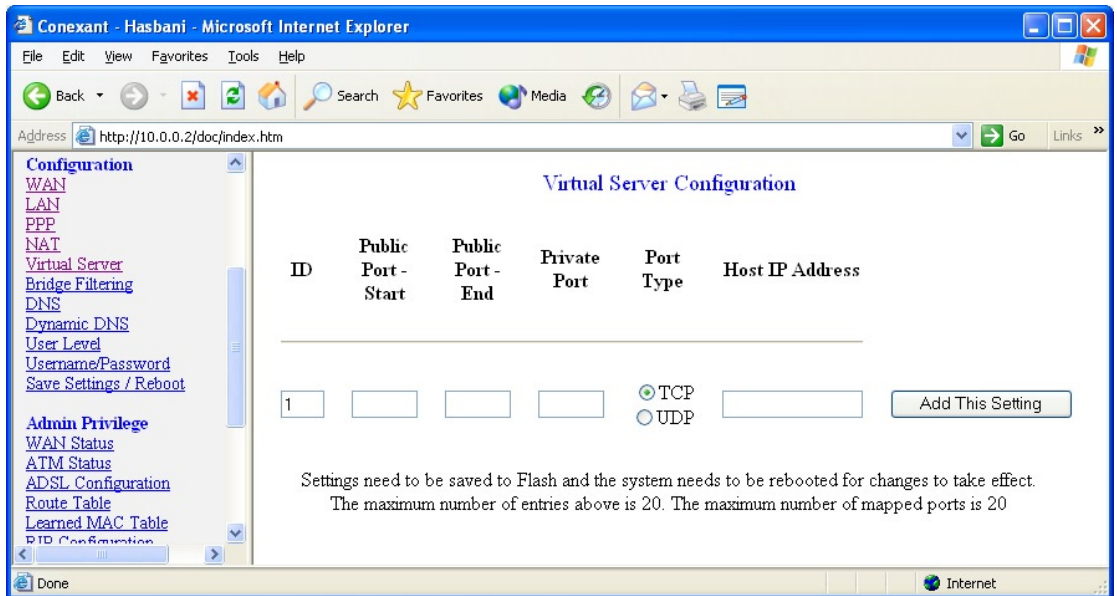 Conexant - Hasbani - Microsoft Internet Explorer
File Edit View Favorites Tools Help
Back Search Favorites Media
Address http://10.0.0.2/doc/index.htm Go Links »
Configuration
WAN
LAN
PPP
NAT
Virtual Server
Bridge Filtering
DNS
Dynamic DNS
User Level
Username/Password
Save Settings / Reboot
Admin Privilege
WAN Status
ATM Status
ADSL Configuration
Route Table
Learned MAC Table
RIP Configuration
Virtual Server Configuration
ID
Public Port - Start
Public Port - End
Private Port
Port Type
Host IP Address
1
TCP
UDP
Add This Setting
Settings need to be saved to Flash and the system needs to be rebooted for changes to take effect.
The maximum number of entries above is 20. The maximum number of mapped ports is 20
Done Internet